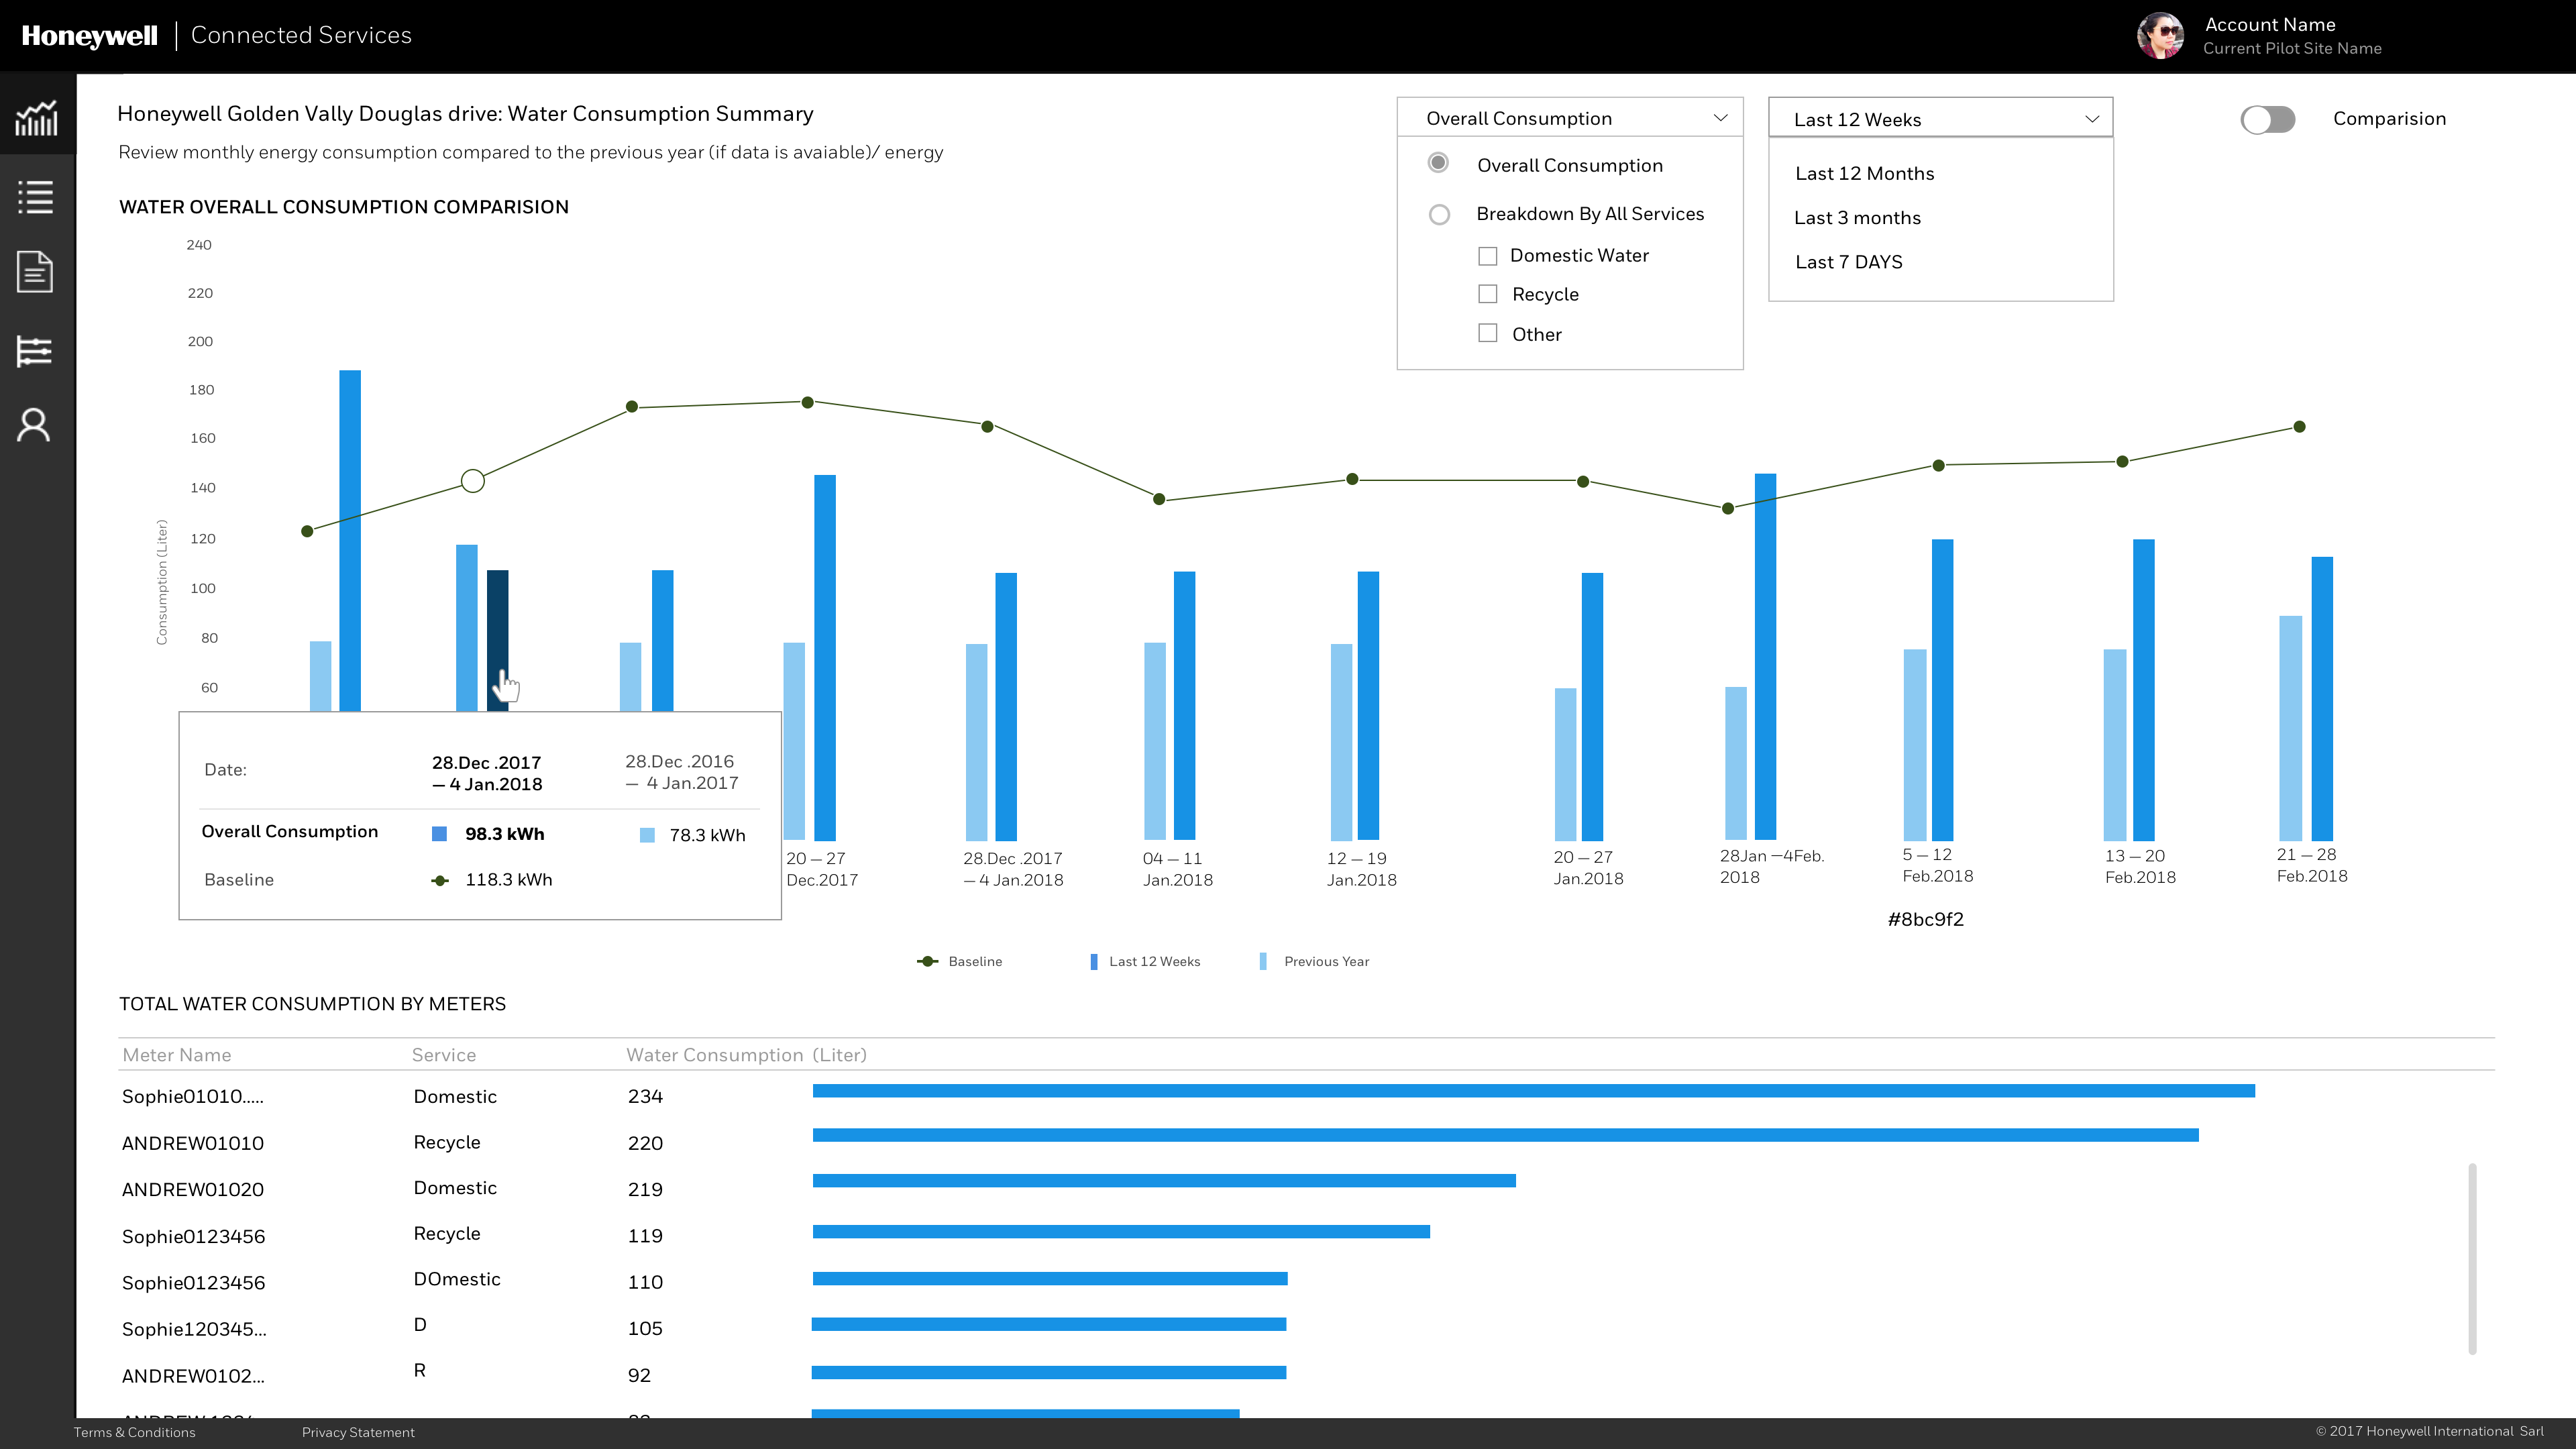 Honeywell
Connected Services
Account Name
Current Pilot Site Name
Honeywell Golden Vally Douglas drive: Water Consumption Summary
Review monthly energy consumption compared to the previous year (if data is avaiable)/ energy
Overall Consumption
Last 12 Weeks
Comparision
Overall Consumption
Breakdown By All Services
Domestic Water
Recycle
Other
Last 12 Months
Last 3 months
Last 7 DAYS
WATER OVERALL CONSUMPTION COMPARISION
240
220
200
180
160
140
120
100
80
60
Consumption (Liter)
Date:
28.Dec .2017
— 4 Jan.2018
28.Dec .2016
— 4 Jan.2017
Overall Consumption
98.3 kWh
78.3 kWh
Baseline
118.3 kWh
20 — 27
Dec.2017
28.Dec .2017
— 4 Jan.2018
04 — 11
Jan.2018
12 — 19
Jan.2018
20 — 27
Jan.2018
28Jan —4Feb.
2018
5 — 12
Feb.2018
13 — 20
Feb.2018
21 — 28
Feb.2018
#8bc9f2
Baseline
Last 12 Weeks
Previous Year
TOTAL WATER CONSUMPTION BY METERS
Meter Name Service Water Consumption (Liter)
Sophie01010..... Domestic 234
ANDREW01010 Recycle 220
ANDREW01020 Domestic 219
Sophie0123456 Recycle 119
Sophie0123456 DOmestic 110
Sophie120345... D 105
ANDREW0102... R 92
Terms & Conditions
Privacy Statement
© 2017 Honeywell International Sarl